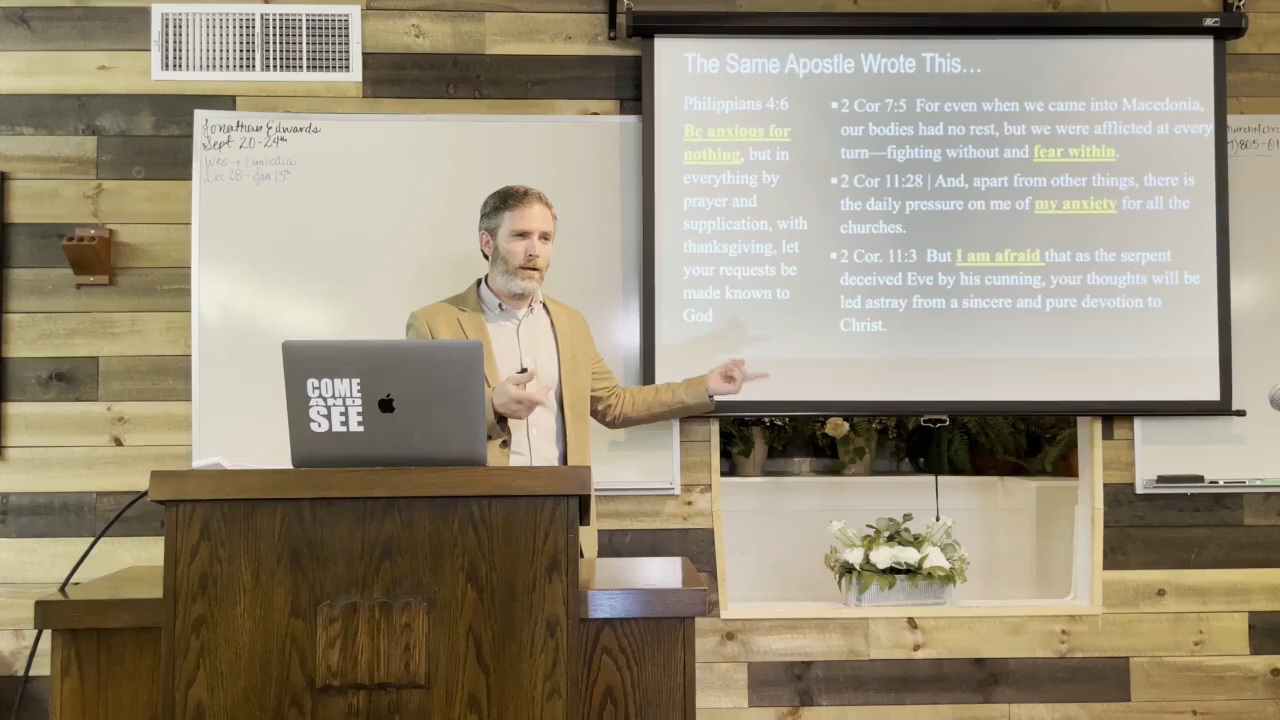 The Same Apostle Wrote This...
Philippians 4:6
Be anxious for
nothing, but in
everything by
prayer and
supplication, with
thanksgiving, let
your requests be
made known to
God
▪ 2 Cor 7:5 For even when we came into Macedonia,
our bodies had no rest, but we were afflicted at every
turn—fighting without and fear within.
▪ 2 Cor 11:28 | And, apart from other things, there is
the daily pressure on me of my anxiety for all the
churches.
▪ 2 Cor. 11:3 But I am afraid that as the serpent
deceived Eve by his cunning, your thoughts will be
led astray from a sincere and pure devotion to
Christ.
Jonathan Edwards
Sept 20-24th
Wes → Cambodia
Dec 28 - Jan 13th
COME
AND
SEE